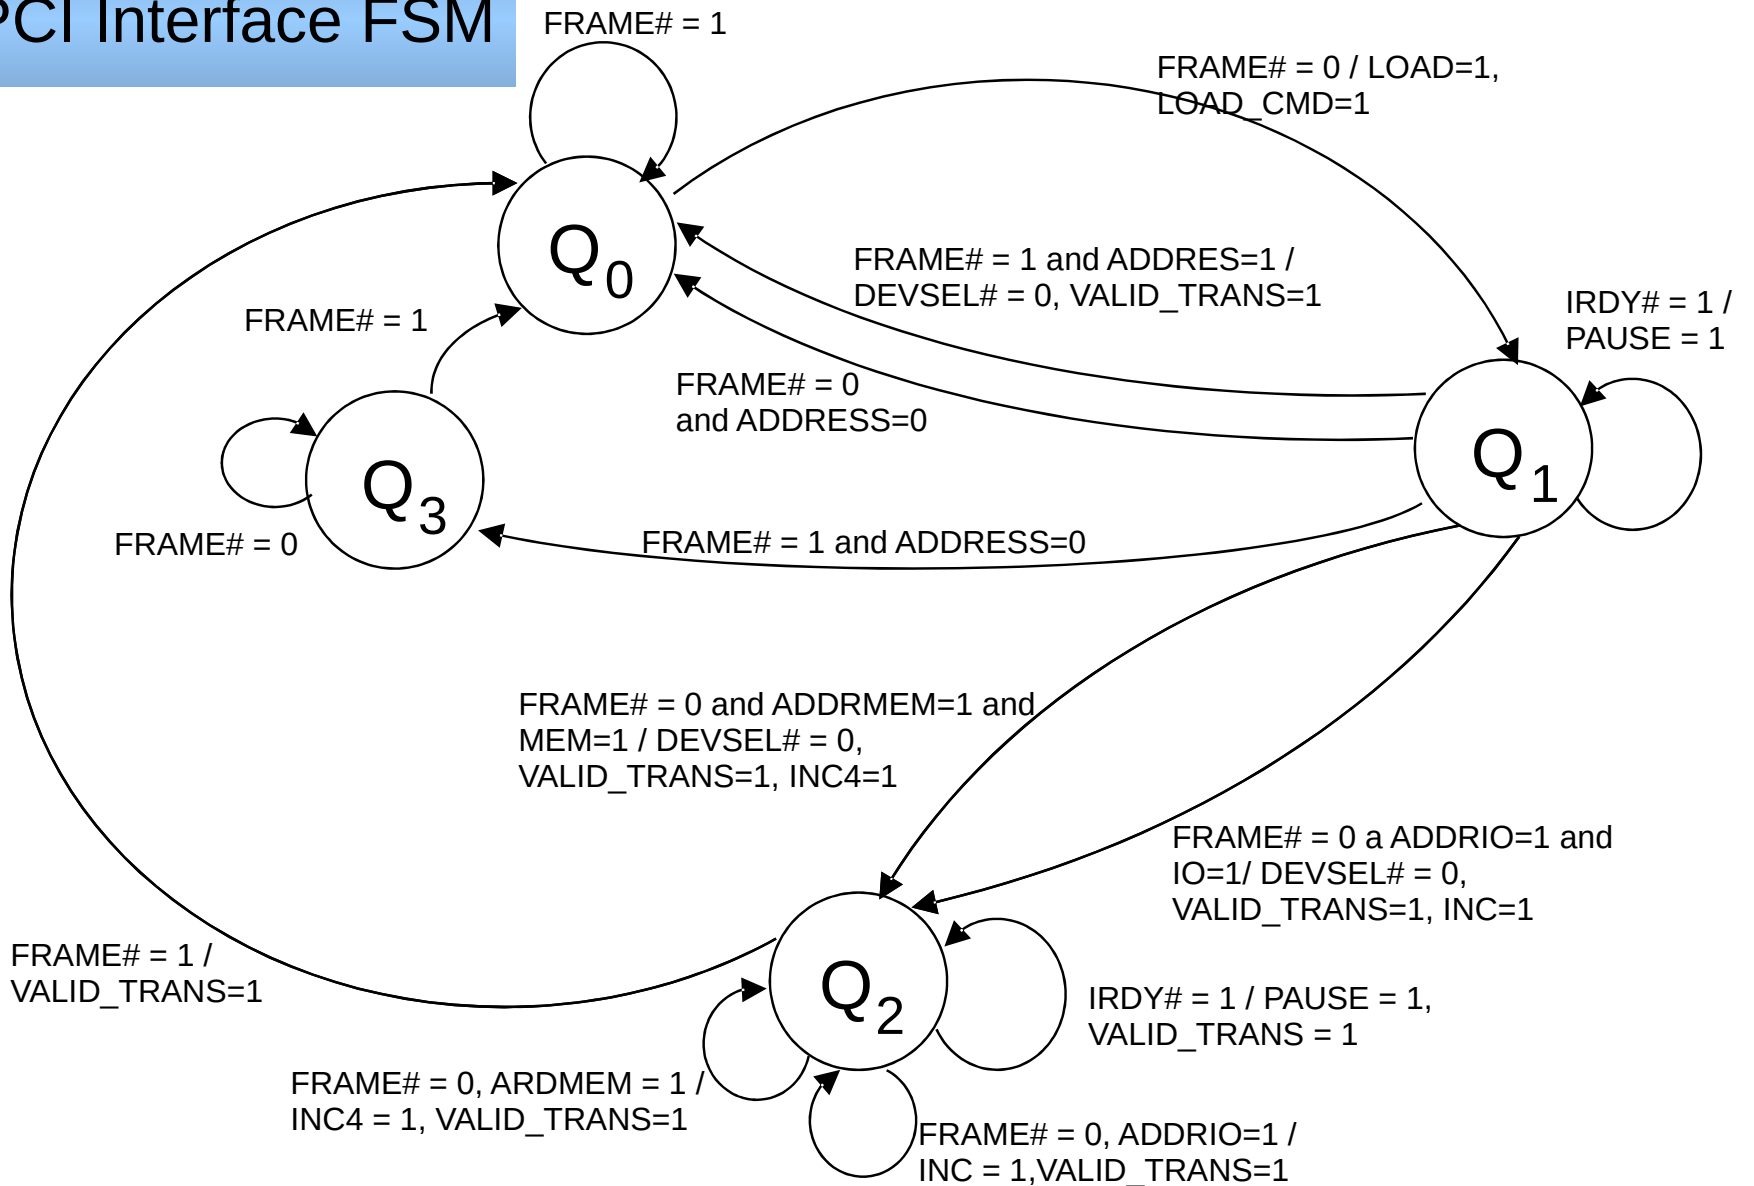 PCI Interface FSM
FRAME# = 1
FRAME# = 0 / LOAD=1,
LOAD_CMD=1
Q0
FRAME# = 1 and ADDRES=1 /
DEVSEL# = 0, VALID_TRANS=1
IRDY# = 1 /
PAUSE = 1
FRAME# = 1
FRAME# = 0
and ADDRESS=0
Q1
Q3
FRAME# = 0
FRAME# = 1 and ADDRESS=0
FRAME# = 0 and ADDRMEM=1 and
MEM=1 / DEVSEL# = 0,
VALID_TRANS=1, INC4=1
FRAME# = 0 a ADDRIO=1 and
IO=1/ DEVSEL# = 0,
VALID_TRANS=1, INC=1
FRAME# = 1 /
VALID_TRANS=1
Q2
IRDY# = 1 / PAUSE = 1,
VALID_TRANS = 1
FRAME# = 0, ARDMEM = 1 /
INC4 = 1, VALID_TRANS=1
FRAME# = 0, ADDRIO=1 /
INC = 1,VALID_TRANS=1